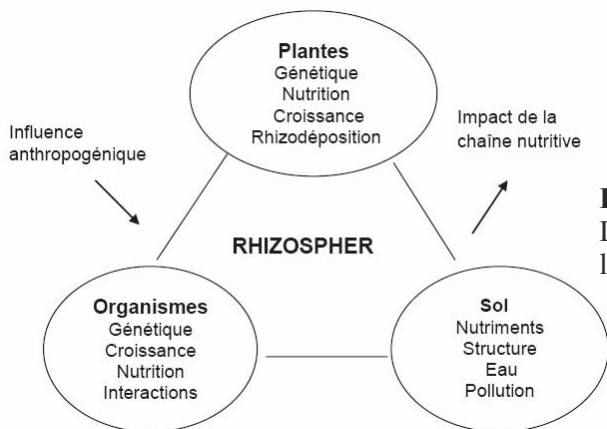 Plantes
Génétique
Nutrition
Croissance
Rhizodéposition
Influence
anthropogénique
Impact de la
chaîne nutritive
RHIZOSPHER
Organismes
Génétique
Croissance
Nutrition
Interactions
Sol
Nutriments
Structure
Eau
Pollution